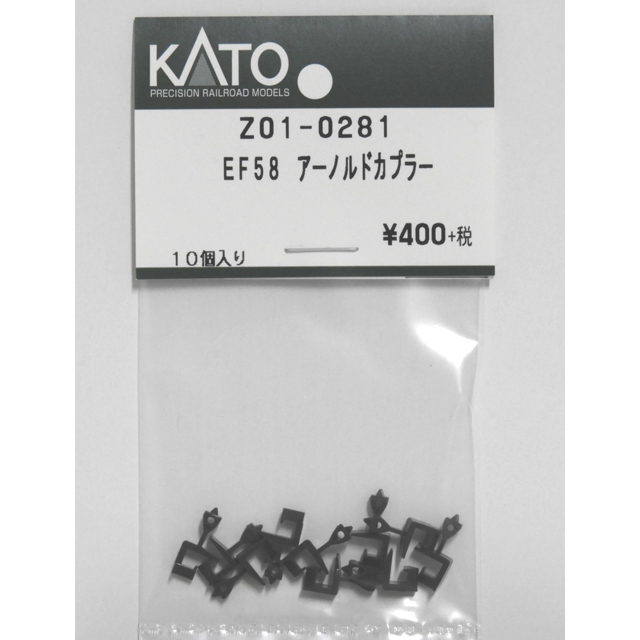 KATO
PRECISION RAILROAD MODELS
Z01-0281
EF58 アーノルドカプラー
¥400+税
10個入り